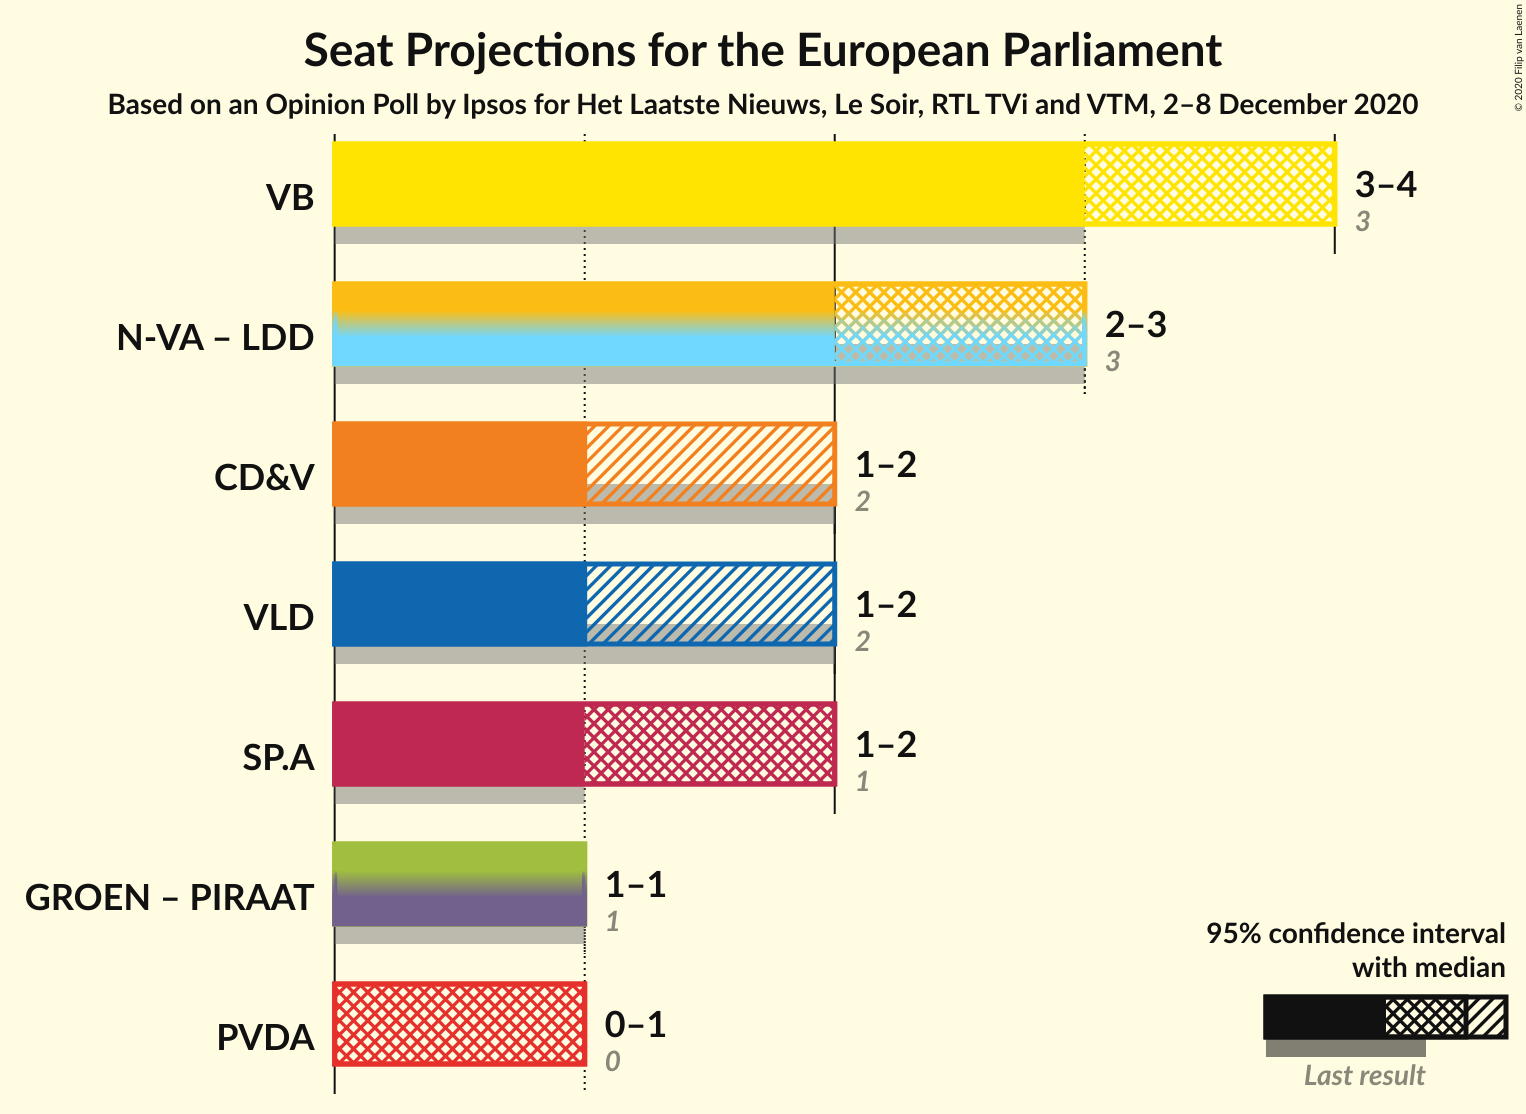 Seat Projections for the European Parliament
Based on an Opinion Poll by Ipsos for Het Laatste Nieuws, Le Soir, RTL TVi and VTM, 2–8 December 2020
© 2020 Filip van Laenen
VB
3–4
3
N-VA – LDD
2–3
3
CD&V
1–2
2
VLD
1–2
2
SP.A
1–2
1
GROEN – PIRAAT
1–1
1
PVDA
0–1
0
95% confidence interval
with median
Last result